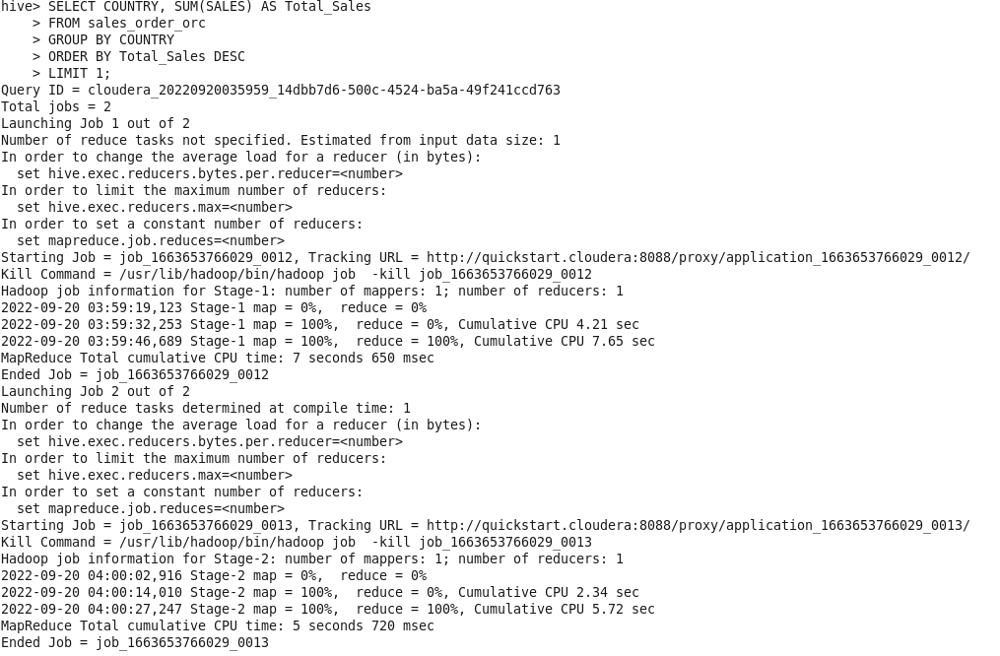 hive> SELECT COUNTRY, SUM(SALES) AS Total_Sales
    > FROM sales_order_orc
    > GROUP BY COUNTRY
    > ORDER BY Total_Sales DESC
    > LIMIT 1;
Query ID = cloudera_20220920035959_14dbb7d6-500c-4524-ba5a-49f241ccd763
Total jobs = 2
Launching Job 1 out of 2
Number of reduce tasks not specified. Estimated from input data size: 1
In order to change the average load for a reducer (in bytes):
  set hive.exec.reducers.bytes.per.reducer=<number>
In order to limit the maximum number of reducers:
  set hive.exec.reducers.max=<number>
In order to set a constant number of reducers:
  set mapreduce.job.reduces=<number>
Starting Job = job_1663653766029_0012, Tracking URL = http://quickstart.cloudera:8088/proxy/application_1663653766029_0012/
Kill Command = /usr/lib/hadoop/bin/hadoop job  -kill job_1663653766029_0012
Hadoop job information for Stage-1: number of mappers: 1; number of reducers: 1
2022-09-20 03:59:19,123 Stage-1 map = 0%,  reduce = 0%
2022-09-20 03:59:32,253 Stage-1 map = 100%,  reduce = 0%, Cumulative CPU 4.21 sec
2022-09-20 03:59:46,689 Stage-1 map = 100%,  reduce = 100%, Cumulative CPU 7.65 sec
MapReduce Total cumulative CPU time: 7 seconds 650 msec
Ended Job = job_1663653766029_0012
Launching Job 2 out of 2
Number of reduce tasks determined at compile time: 1
In order to change the average load for a reducer (in bytes):
  set hive.exec.reducers.bytes.per.reducer=<number>
In order to limit the maximum number of reducers:
  set hive.exec.reducers.max=<number>
In order to set a constant number of reducers:
  set mapreduce.job.reduces=<number>
Starting Job = job_1663653766029_0013, Tracking URL = http://quickstart.cloudera:8088/proxy/application_1663653766029_0013/
Kill Command = /usr/lib/hadoop/bin/hadoop job  -kill job_1663653766029_0013
Hadoop job information for Stage-2: number of mappers: 1; number of reducers: 1
2022-09-20 04:00:02,916 Stage-2 map = 0%,  reduce = 0%
2022-09-20 04:00:14,010 Stage-2 map = 100%,  reduce = 0%, Cumulative CPU 2.34 sec
2022-09-20 04:00:27,247 Stage-2 map = 100%,  reduce = 100%, Cumulative CPU 5.72 sec
MapReduce Total cumulative CPU time: 5 seconds 720 msec
Ended Job = job_1663653766029_0013